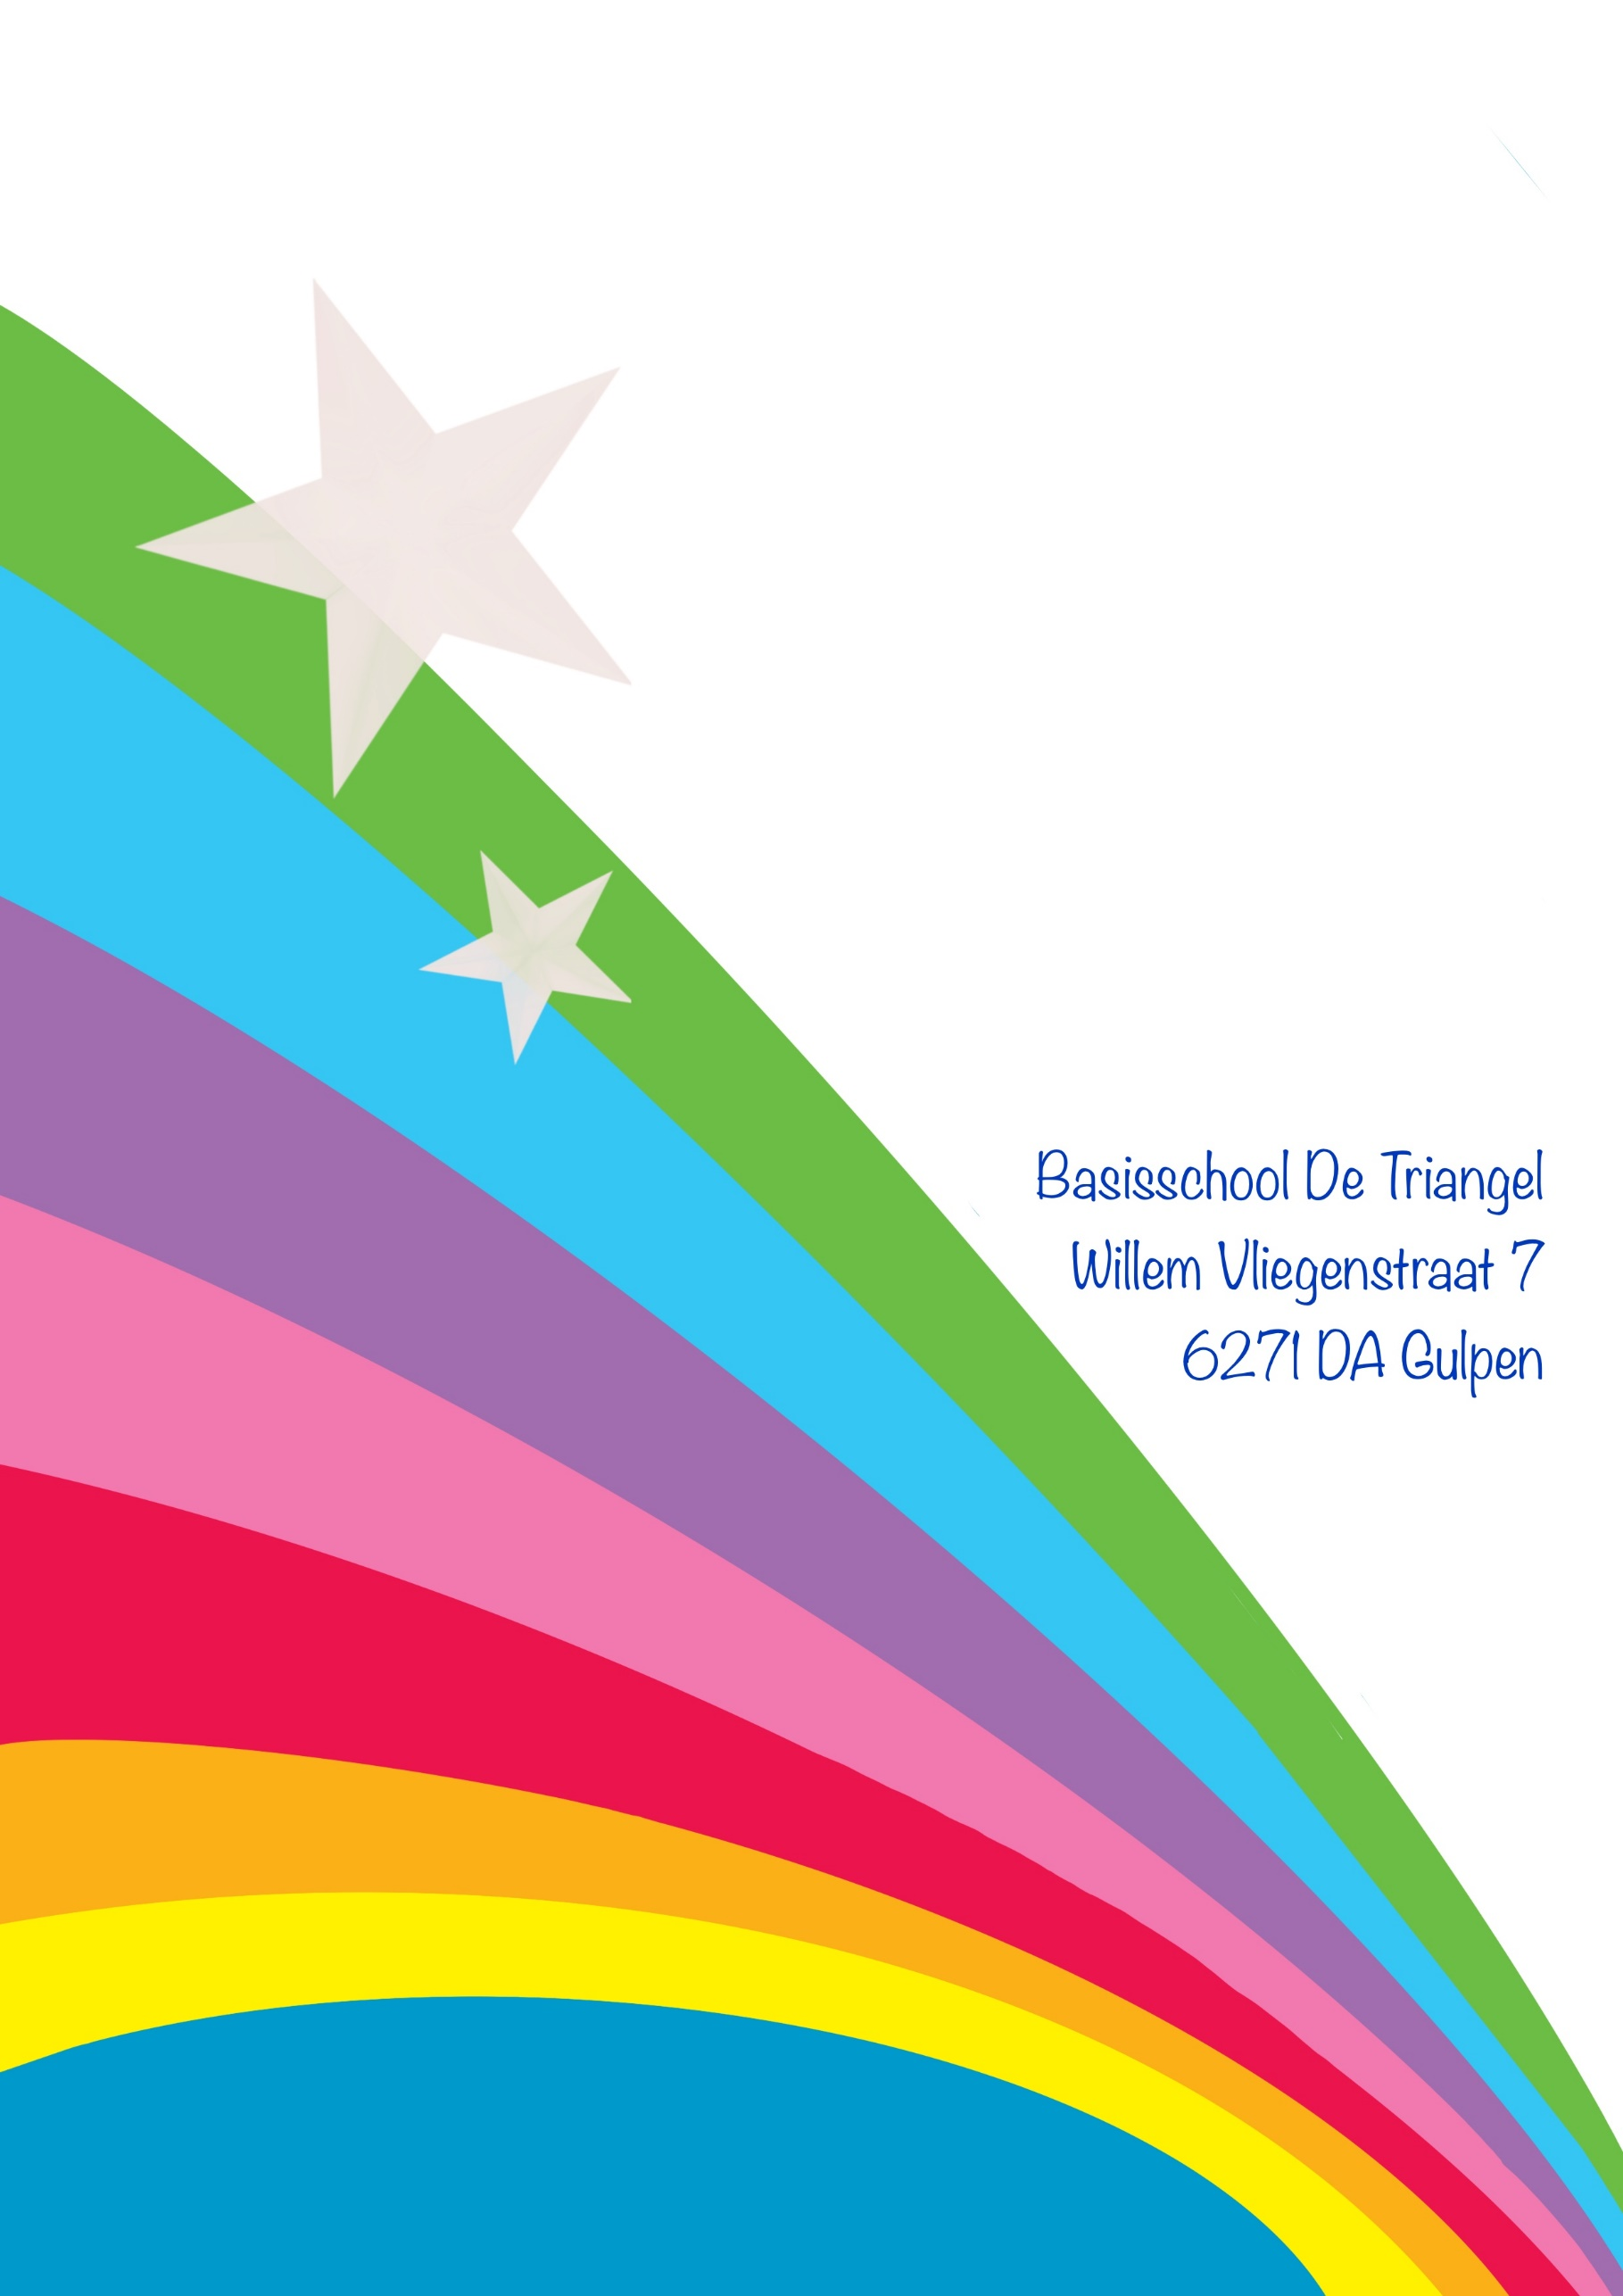 Basisschool De Triangel
Willem Vliegenstraat 7
6271 DA Gulpen